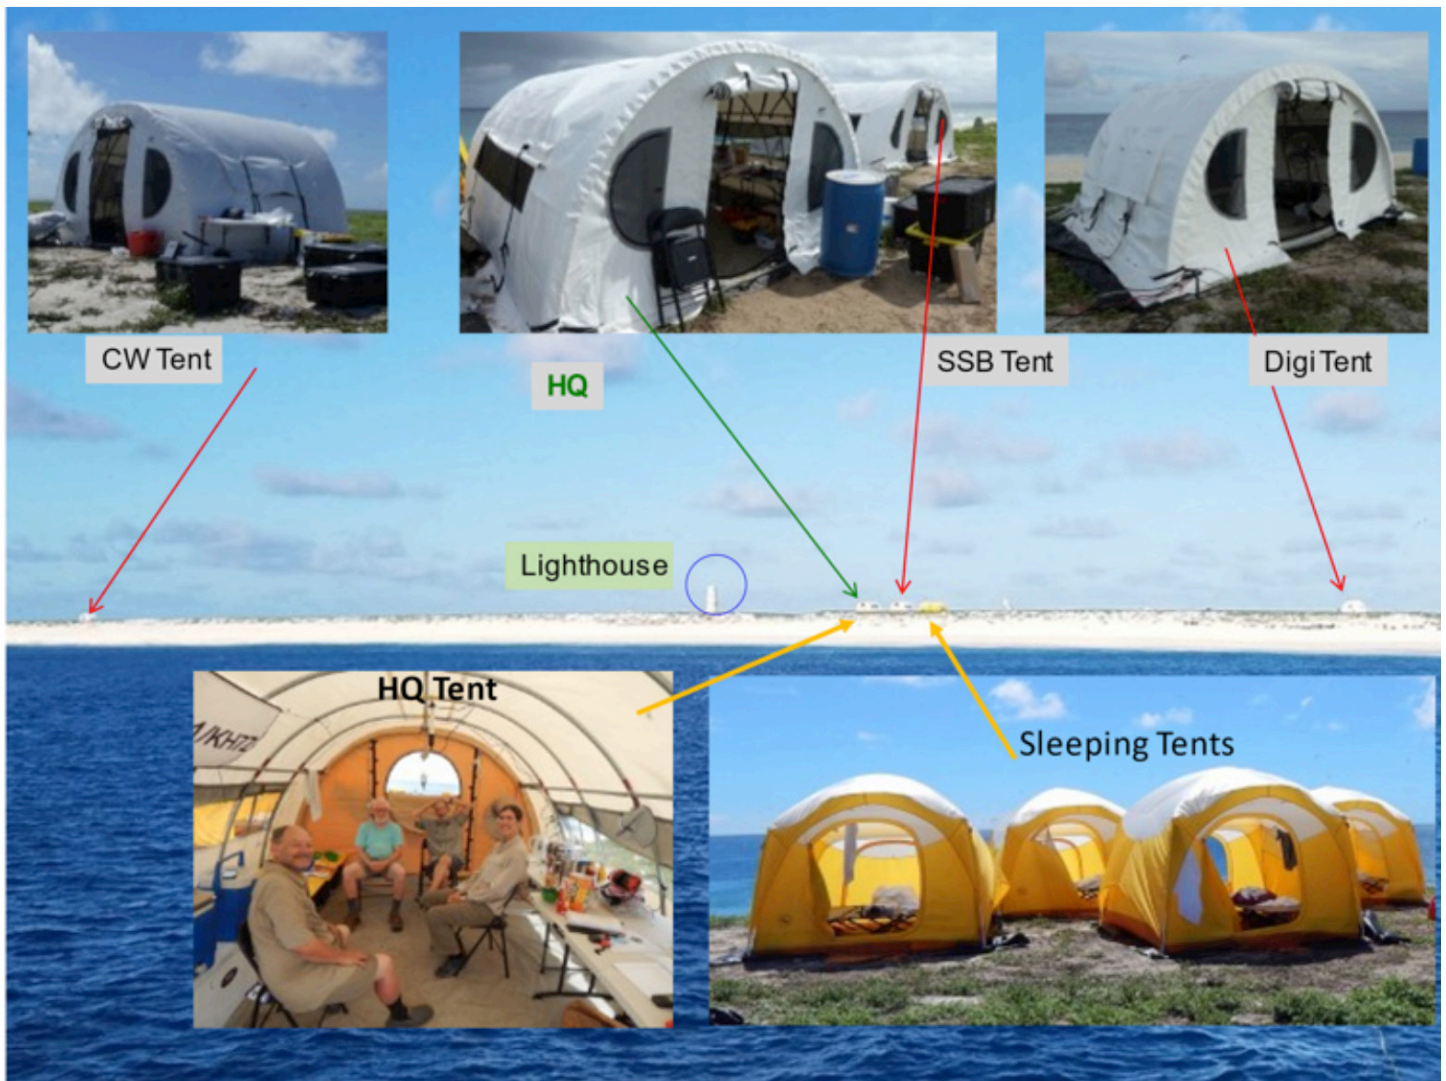 CW Tent
HQ
SSB Tent
Digi Tent
Lighthouse
HQ Tent
Sleeping Tents